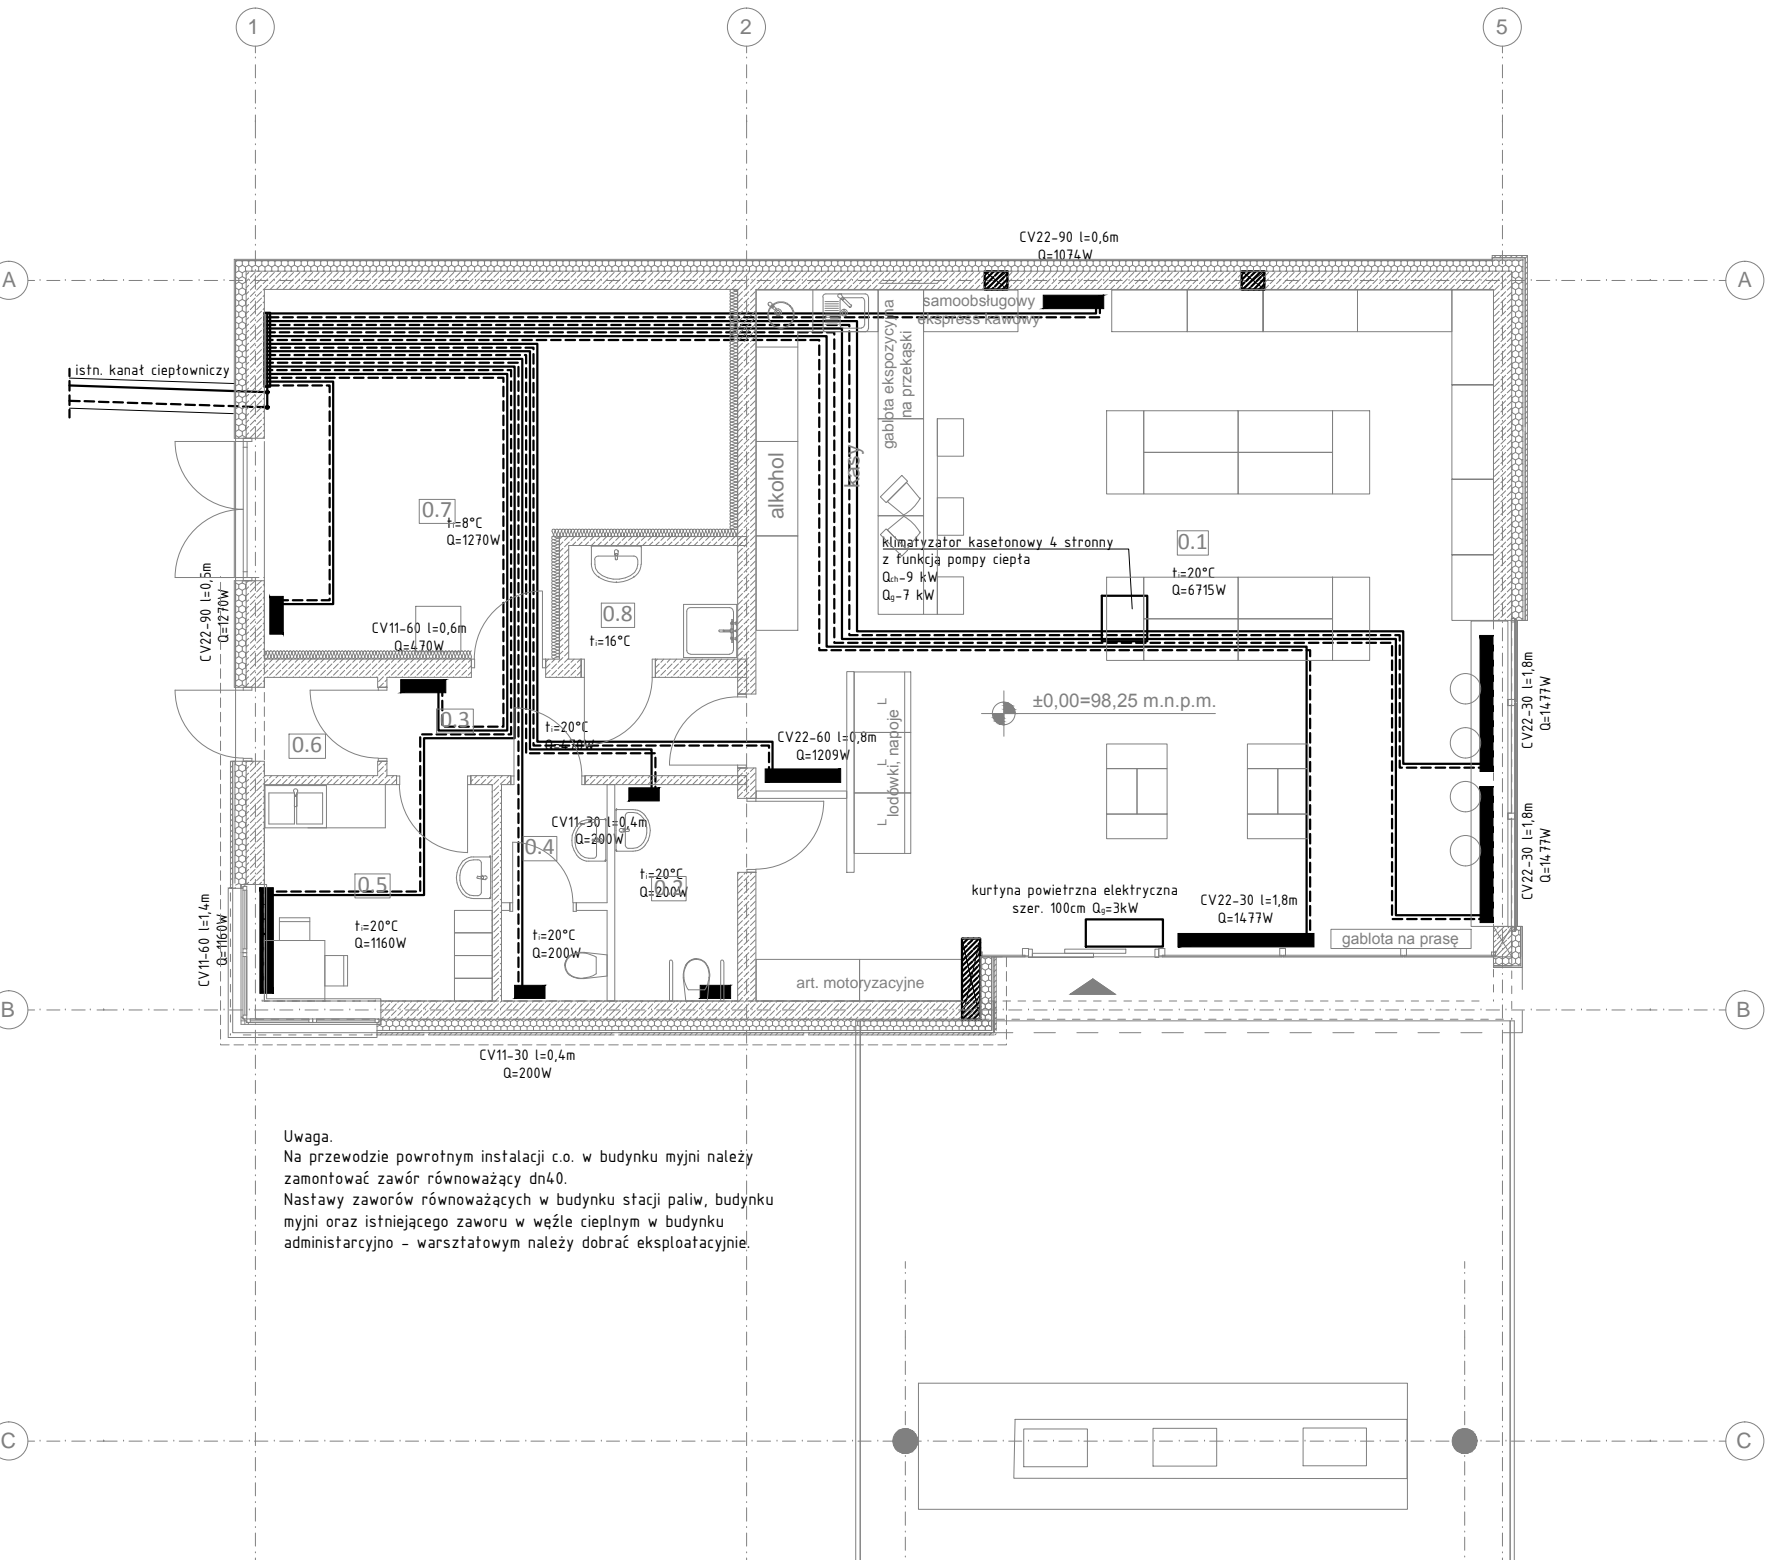 1
2
5
A
A
CV22-90 l=0,6m
Q=1074W
samoobsługowy
ekspress kawowy
gablota ekspozycyjna
na przekąski
istn. kanał ciepłowniczy
alkohol
kasy
0.7
ti=8°C
Q=1270W
klimatyzator kasetonowy 4 stronny
z funkcją pompy ciepła
Qch-9 kW
Qg-7 kW
0.1
ti=20°C
Q=6715W
CV22-90 l=0,6m
Q=1270W
0.8
ti=16°C
CV11-60 l=0,6m
Q=470W
0.3
ti=20°C
Q=470W
0.6
±0,00=98,25 m.n.p.m.
CV22-60 l=0,8m
Q=1209W
lodówki, napoje
L
L
L
CV22-30 l=1,8m
Q=1477W
CV22-30 l=1,8m
Q=1477W
CV11-30 l=0,4m
Q=200W
0.4
0.5
ti=20°C
Q=200W
0.2
kurtyna powietrzna elektryczna
szer. 100cm Qg=3kW
CV22-30 l=1,8m
Q=1477W
CV11-60 l=1,4m
Q=1160W
ti=20°C
Q=1160W
ti=20°C
Q=200W
gablota na prasę
art. motoryzacyjne
B
B
CV11-30 l=0,4m
Q=200W
Uwaga.
Na przewodzie powrotnym instalacji c.o. w budynku myjni należy
zamontować zawór równoważący dn40.
Nastawy zaworów równoważących w budynku stacji paliw, budynku
myjni oraz istniejącego zaworu w węźle cieplnym w budynku
administarcyjno - warsztatowym należy dobrać eksploatacyjnie.
C
C